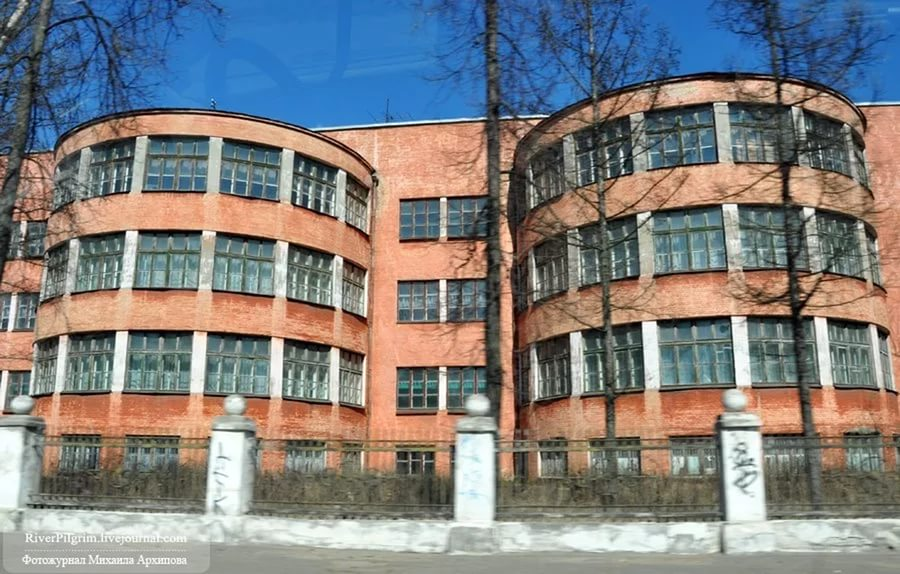 RiverPilgrim.livejournal.com
Фотожурнал Михаила Архипова